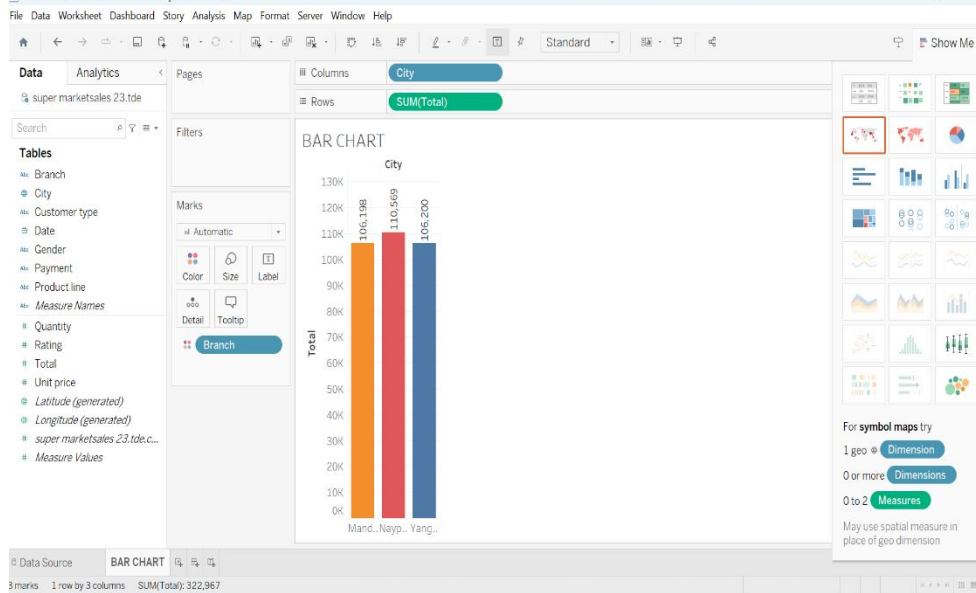 File Data Worksheet Dashboard Story Analysis Map Format Server Window Help
Standard
Show Me
Data Analytics
super marketsales 23.tde
Search
Tables
Abc Branch
City
Abc Customer type
Date
Abc Gender
Abc Payment
Abc Product line
Abc Measure Names
# Quantity
# Rating
# Total
# Unit price
Latitude (generated)
Longitude (generated)
# super marketsales 23.tde.c...
# Measure Values
Pages
Filters
Marks
Automatic
Color Size Label
Detail Tooltip
Branch
Columns City
Rows SUM(Total)
BAR CHART
City
130K
120K
110K
100K
90K
80K
70K
60K
50K
40K
30K
20K
10K
0K
Total
106,198
110,569
106,200
Mand.. Nayp.. Yang..
For symbol maps try
1 geo Dimension
0 or more Dimensions
0 to 2 Measures
May use spatial measure in
place of geo dimension
Data Source BAR CHART
3 marks 1 row by 3 columns SUM(Total): 322,967